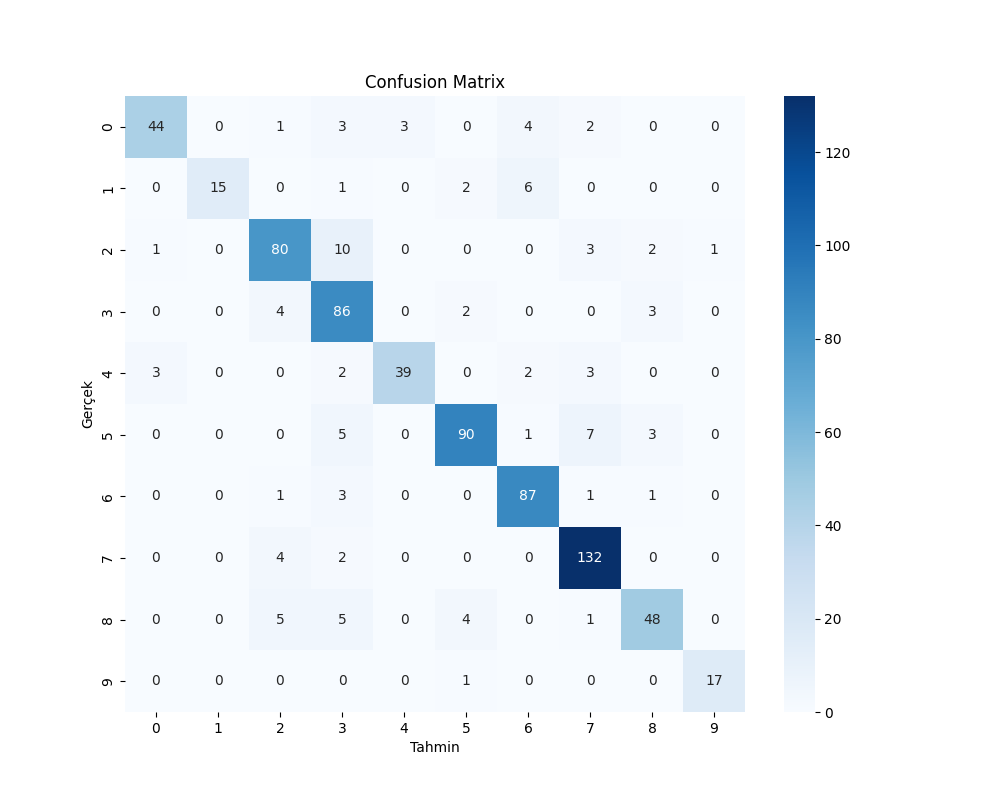 Confusion Matrix
0 44 0 1 3 3 0 4 2 0 0
1 0 15 0 1 0 2 6 0 0 0
2 1 0 80 10 0 0 0 3 2 1
3 0 0 4 86 0 2 0 0 3 0
4 3 0 0 2 39 0 2 3 0 0
5 0 0 0 5 0 90 1 7 3 0
6 0 0 1 3 0 0 87 1 1 0
7 0 0 4 2 0 0 0 132 0 0
8 0 0 5 5 0 4 0 1 48 0
9 0 0 0 0 0 1 0 0 0 17
0 1 2 3 4 5 6 7 8 9
Gerçek
Tahmin
120
100
80
60
40
20
0